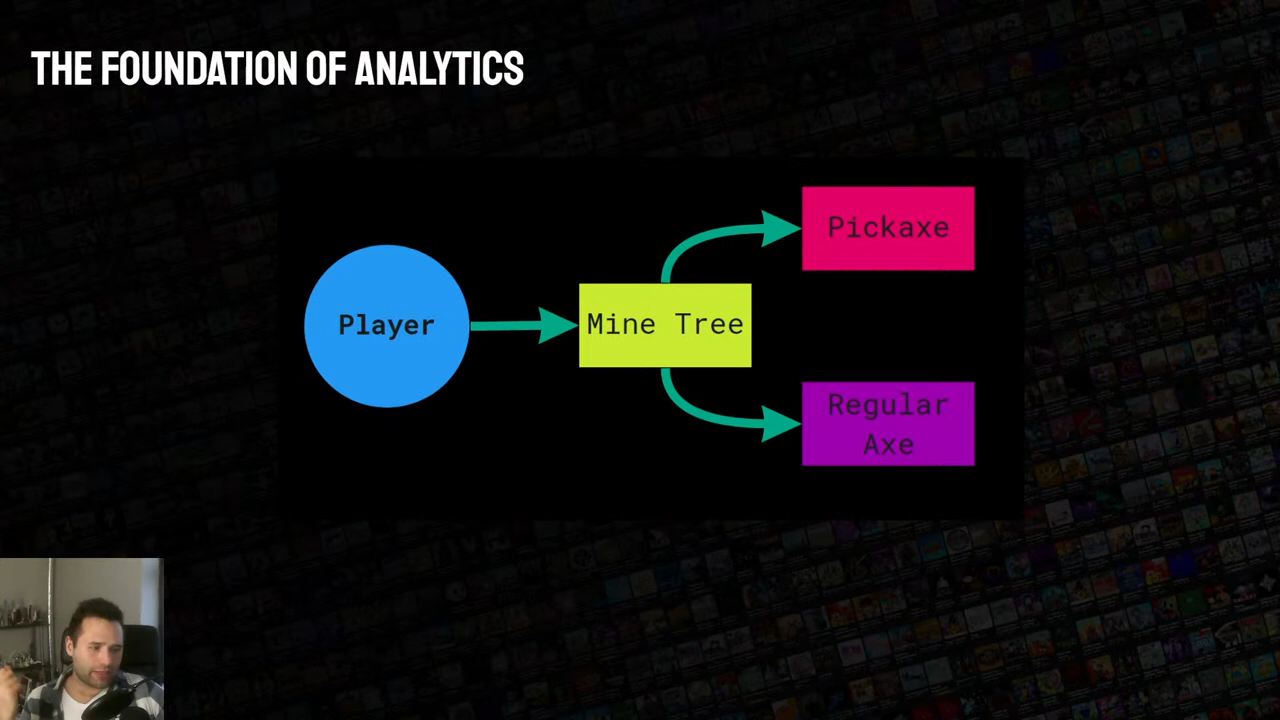 THE FOUNDATION OF ANALYTICS
Player
Mine Tree
Pickaxe
Regular
Axe